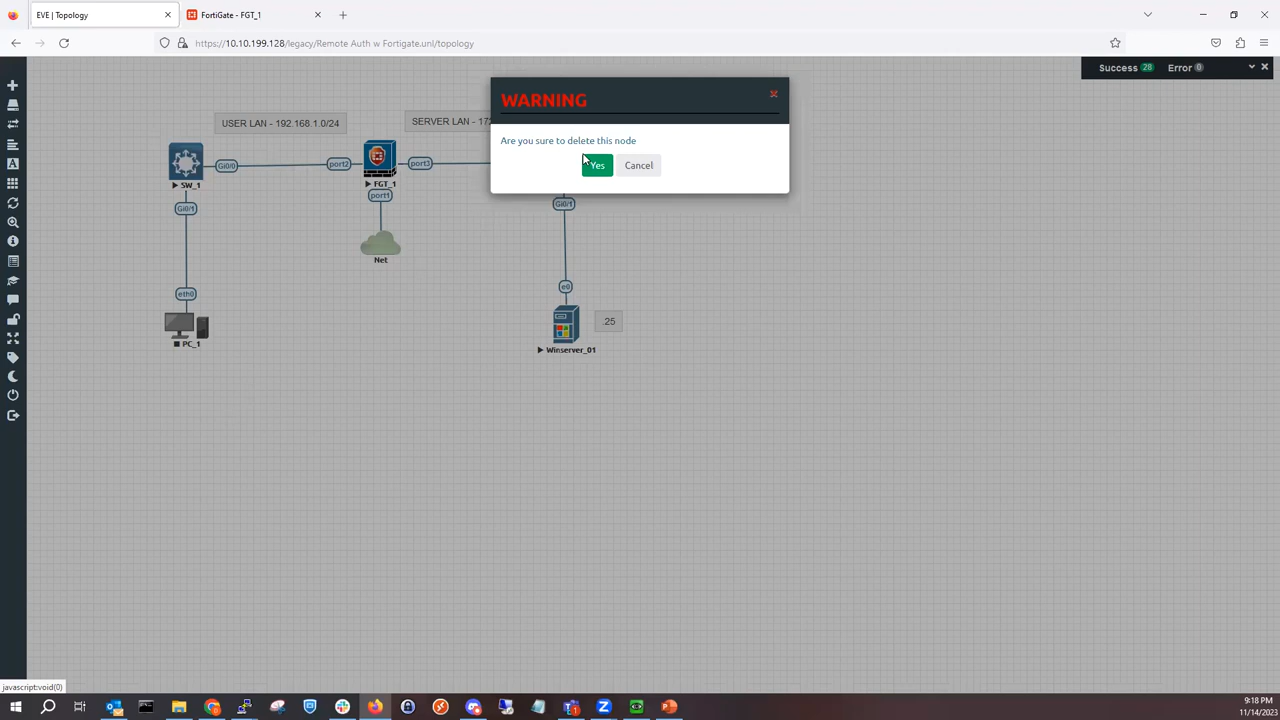 EVE | Topology
FortiGate - FGT_1
https://10.10.199.128/legacy/Remote Auth w Fortigate.unl/topology
Success 28 Error 0
WARNING
Are you sure to delete this node
Yes Cancel
USER LAN - 192.168.1.0/24
SERVER LAN - 172
SW_1
Gi0/0
port2
FGT_1
port3
port1
Gi0/1
Gi0/1
Net
eth0
e0
PC_1
.25
Winserver_01
javascript:void(0)
9:18 PM
11/14/2023